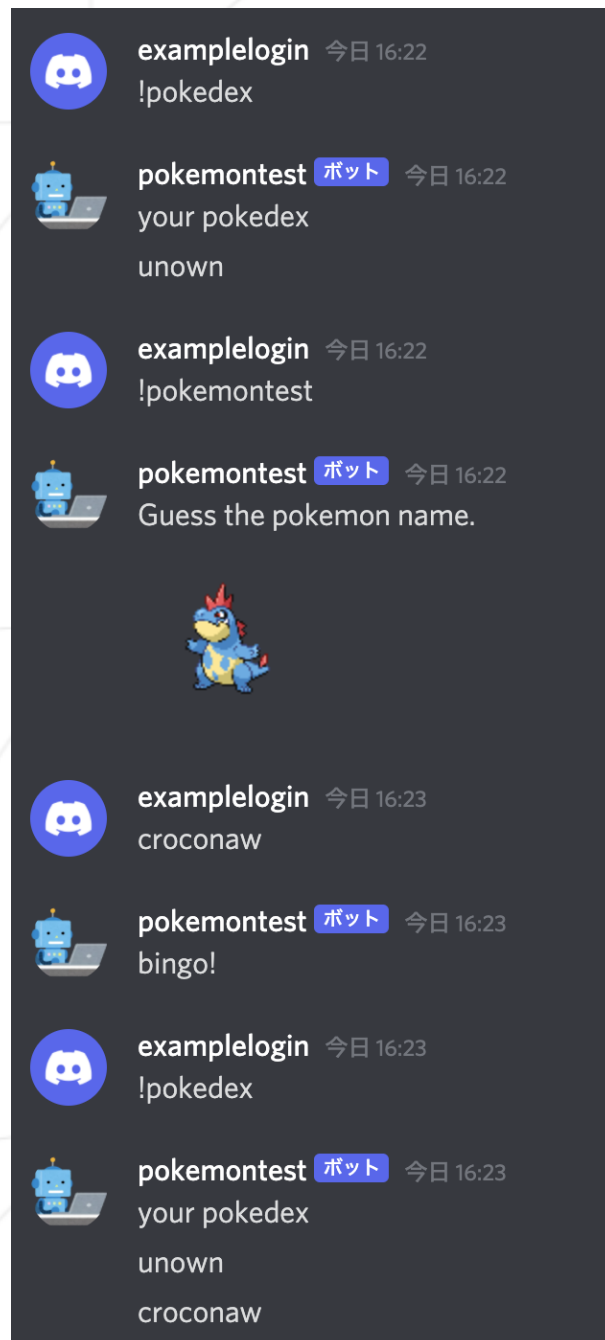 examplelogin 今日 16:22
!pokedex
pokemontest ボット 今日 16:22
your pokedex
unown
examplelogin 今日 16:22
!pokemontest
pokemontest ボット 今日 16:22
Guess the pokemon name.
examplelogin 今日 16:23
croconaw
pokemontest ボット 今日 16:23
bingo!
examplelogin 今日 16:23
!pokedex
pokemontest ボット 今日 16:23
your pokedex
unown
croconaw